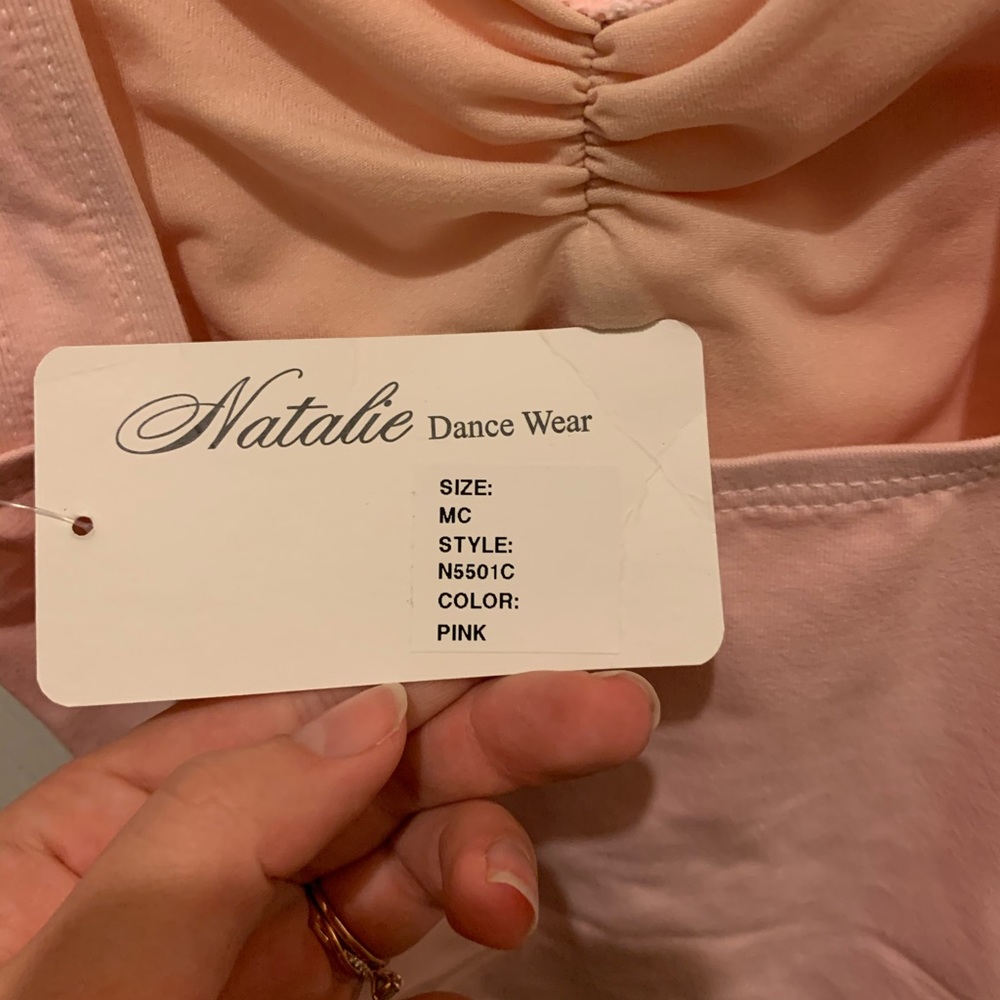 Natalie Dance Wear
SIZE:
MC
STYLE:
N5501C
COLOR:
PINK